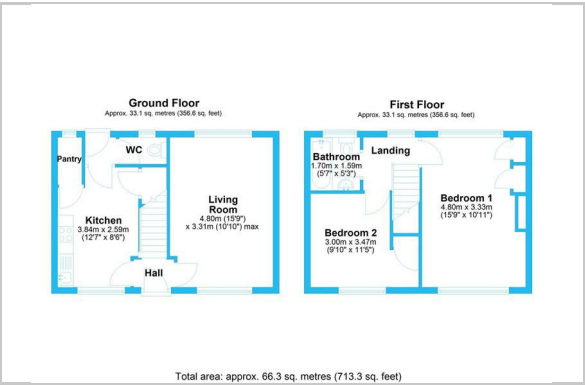 Ground Floor
Approx. 33.1 sq. metres (356.6 sq. feet)
Pantry
WC
Kitchen
3.84m x 2.59m
(12'7" x 8'6")
Living
Room
4.80m (15'9")
x 3.31m (10'10") max
Hall
First Floor
Approx. 33.1 sq. metres (356.6 sq. feet)
Bathroom
1.70m x 1.59m
(5'7" x 5'3")
Landing
Bedroom 1
4.80m x 3.33m
(15'9" x 10'11")
Bedroom 2
3.00m x 3.47m
(9'10" x 11'5")
Total area: approx. 66.3 sq. metres (713.3 sq. feet)